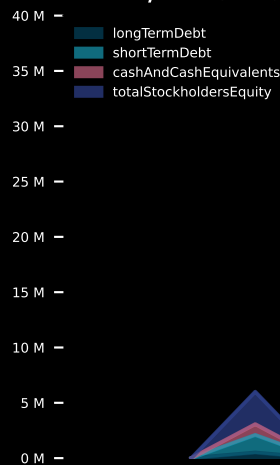 40 M
longTermDebt
shortTermDebt
35 M
cashAndCashEquivalents
totalStockholdersEquity
30 M
25 M
20 M
15 M
10 M
5 M
0 M